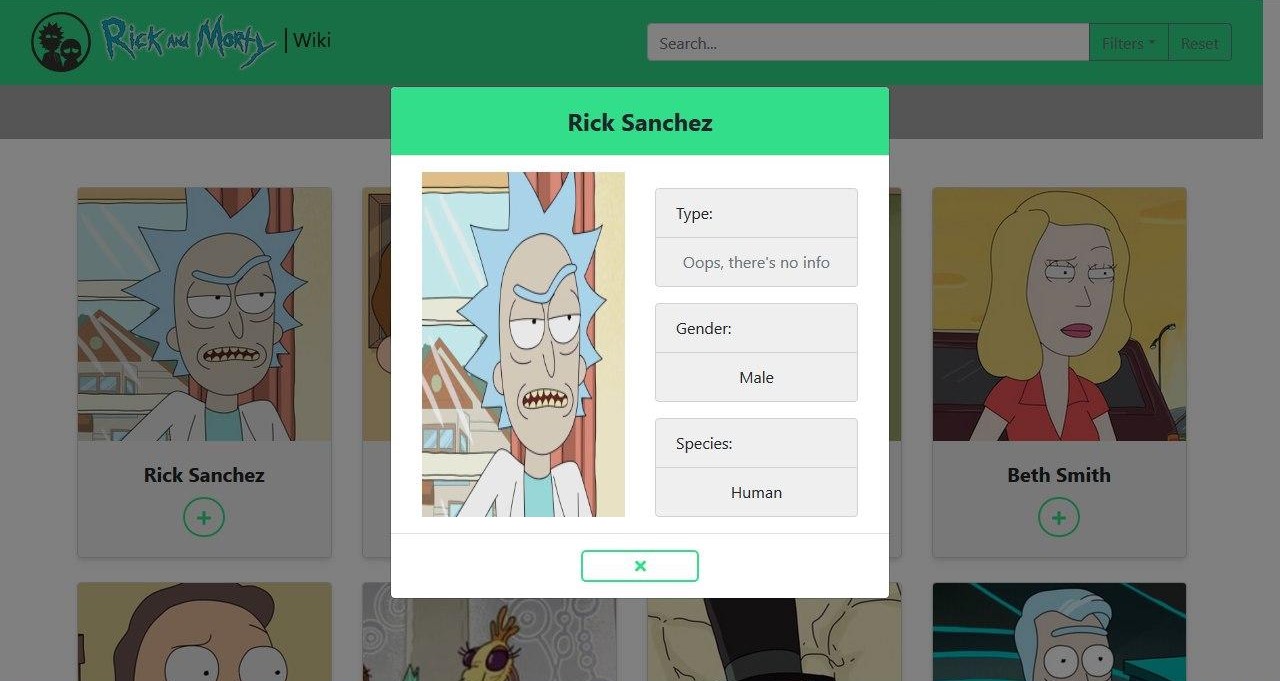 Rick and Morty | Wiki
Search...
Filters
Reset
Rick Sanchez
Type:
Oops, there's no info
Gender:
Male
Species:
Human
Rick Sanchez
Beth Smith